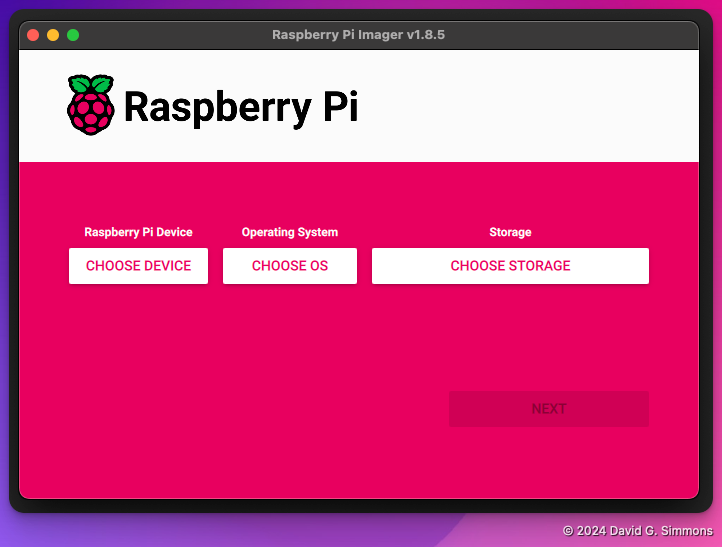 Raspberry Pi Imager v1.8.5
Raspberry Pi
Raspberry Pi Device
Operating System
Storage
CHOOSE DEVICE
CHOOSE OS
CHOOSE STORAGE
NEXT
© 2024 David G. Simmons